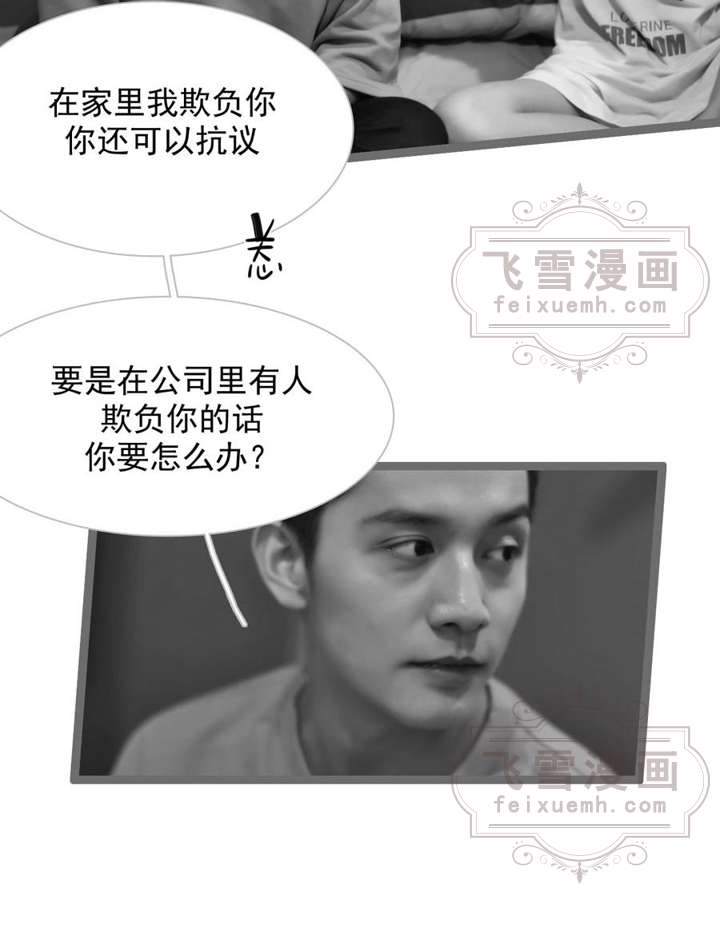 FREEDOM
在家里我欺负你
你还可以抗议
飞雪漫画
feixuemh.com
要是在公司里有人
欺负你的话
你要怎么办?
飞雪漫画
feixuemh.com